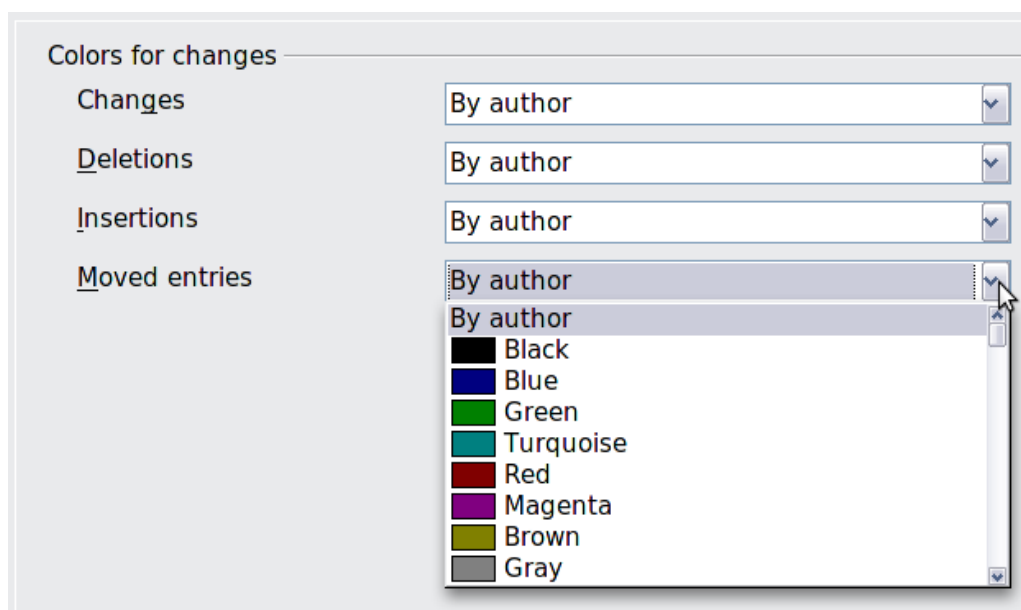 Colors for changes
Changes By author
Deletions By author
Insertions By author
Moved entries By author
By author
Black
Blue
Green
Turquoise
Red
Magenta
Brown
Gray